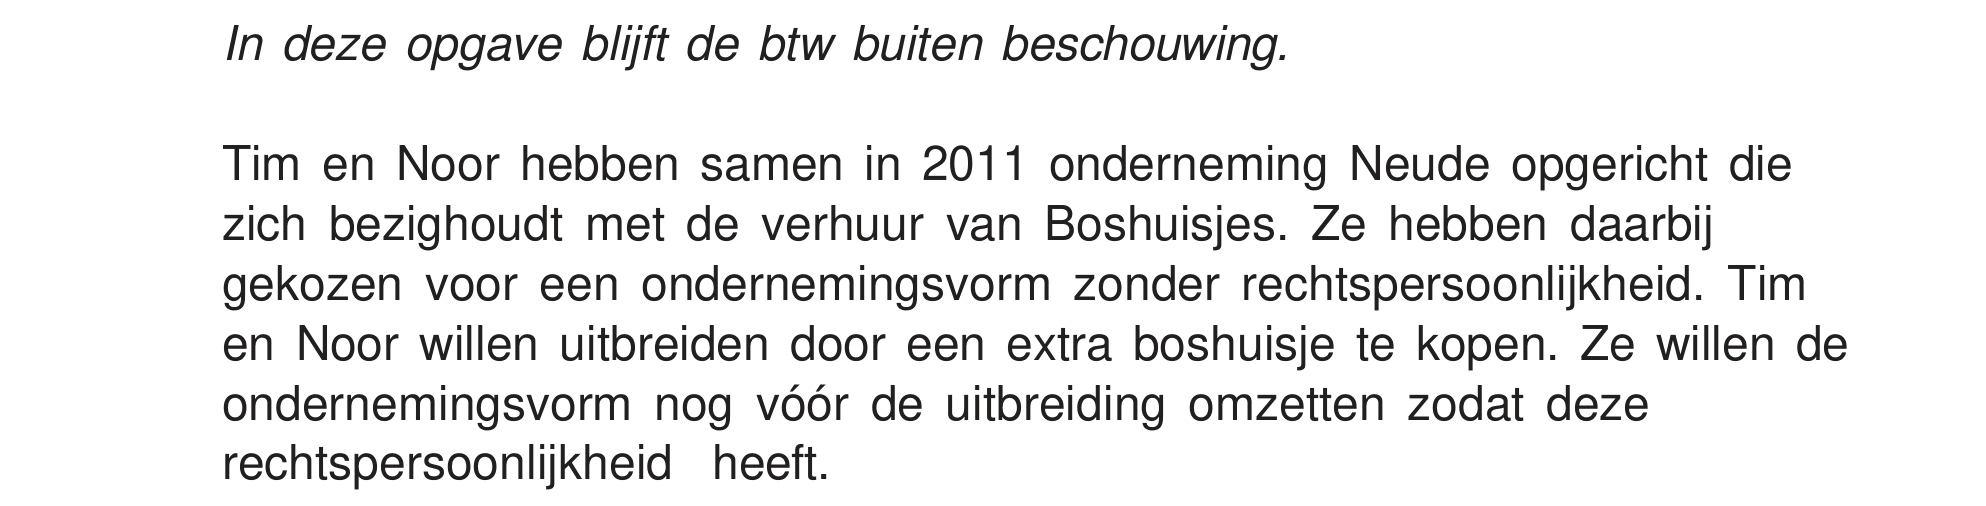 In deze opgave blijft de btw buiten beschouwing.
Tim en Noor hebben samen in 2011 onderneming Neude opgericht die
zich bezighoudt met de verhuur van Boshuisjes. Ze hebben daarbij
gekozen voor een ondernemingsvorm zonder rechtspersoonlijkheid. Tim
en Noor willen uitbreiden door een extra boshuisje te kopen. Ze willen de
ondernemingsvorm nog vóór de uitbreiding omzetten zodat deze
rechtspersoonlijkheid heeft.